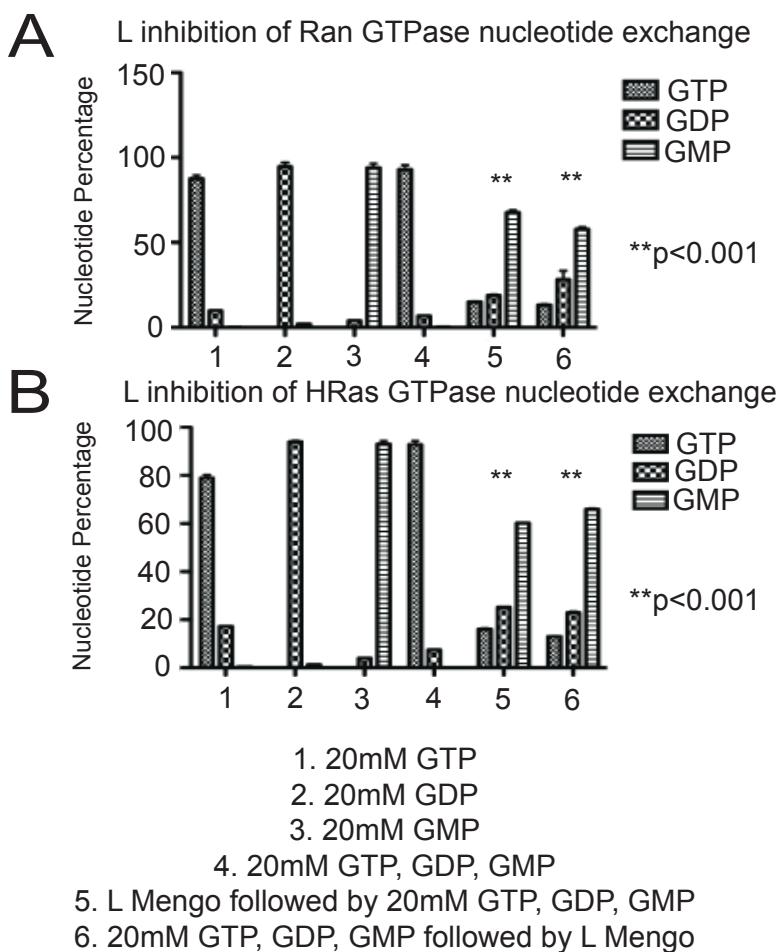 A
L inhibition of Ran GTPase nucleotide exchange
150
100
50
0
Nucleotide Percentage
GTP
GDP
GMP
** **
**p<0.001
1 2 3 4 5 6
B
L inhibition of HRas GTPase nucleotide exchange
100
80
60
40
20
0
Nucleotide Percentage
GTP
GDP
GMP
** **
**p<0.001
1 2 3 4 5 6
1. 20mM GTP
2. 20mM GDP
3. 20mM GMP
4. 20mM GTP, GDP, GMP
5. L Mengo followed by 20mM GTP, GDP, GMP
6. 20mM GTP, GDP, GMP followed by L Mengo